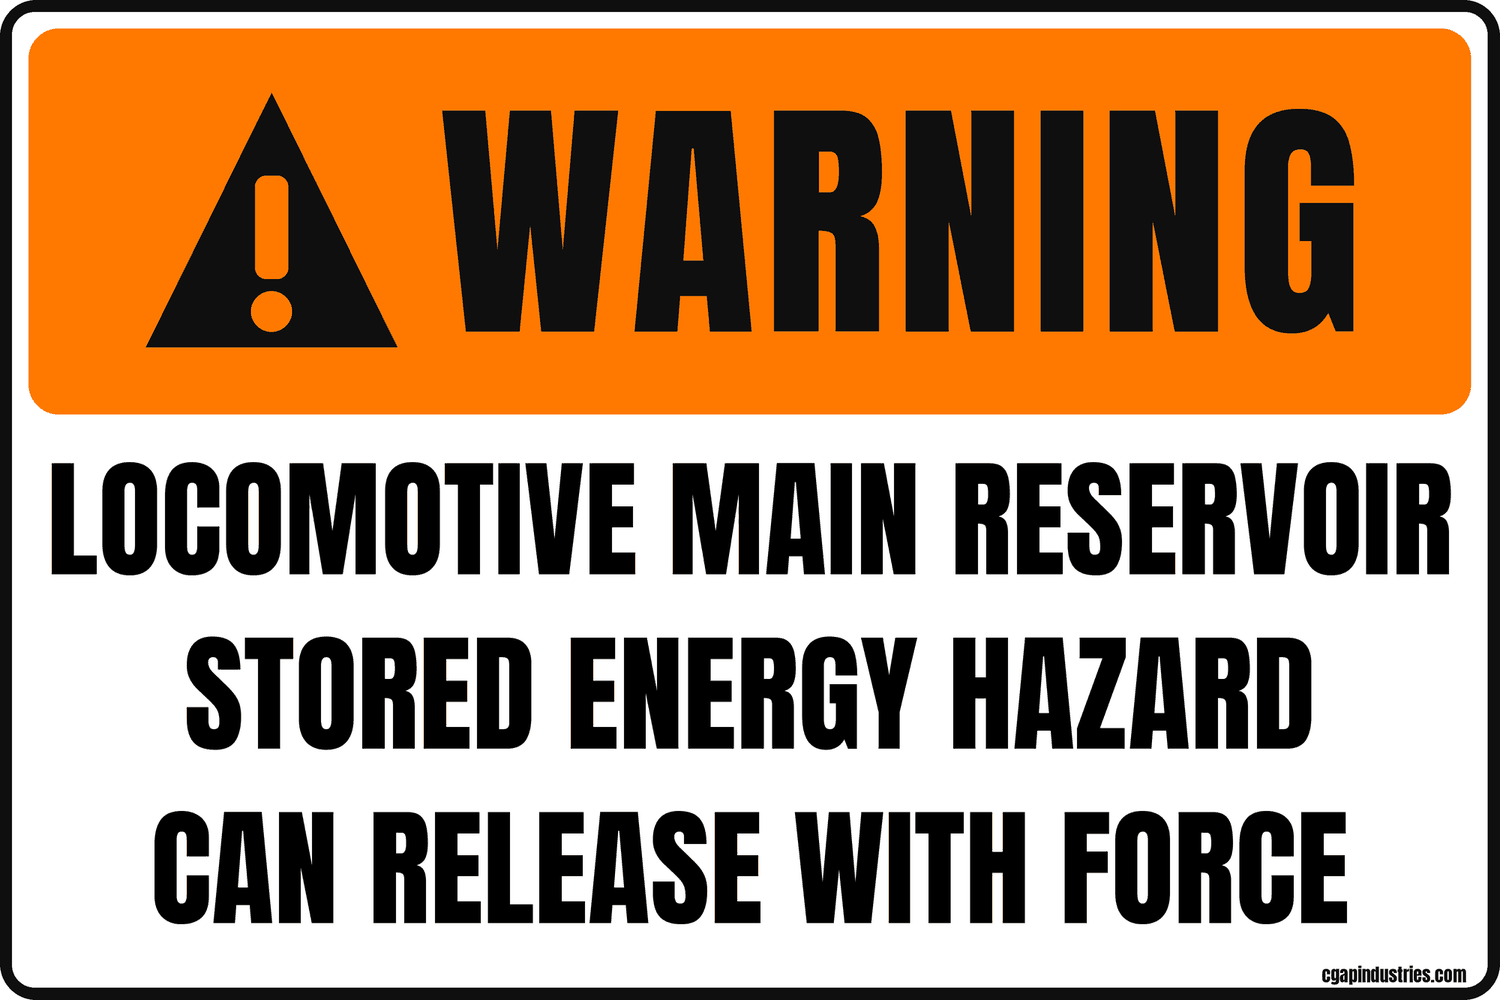 WARNING
LOCOMOTIVE MAIN RESERVOIR
STORED ENERGY HAZARD
CAN RELEASE WITH FORCE
cgapindustries.com